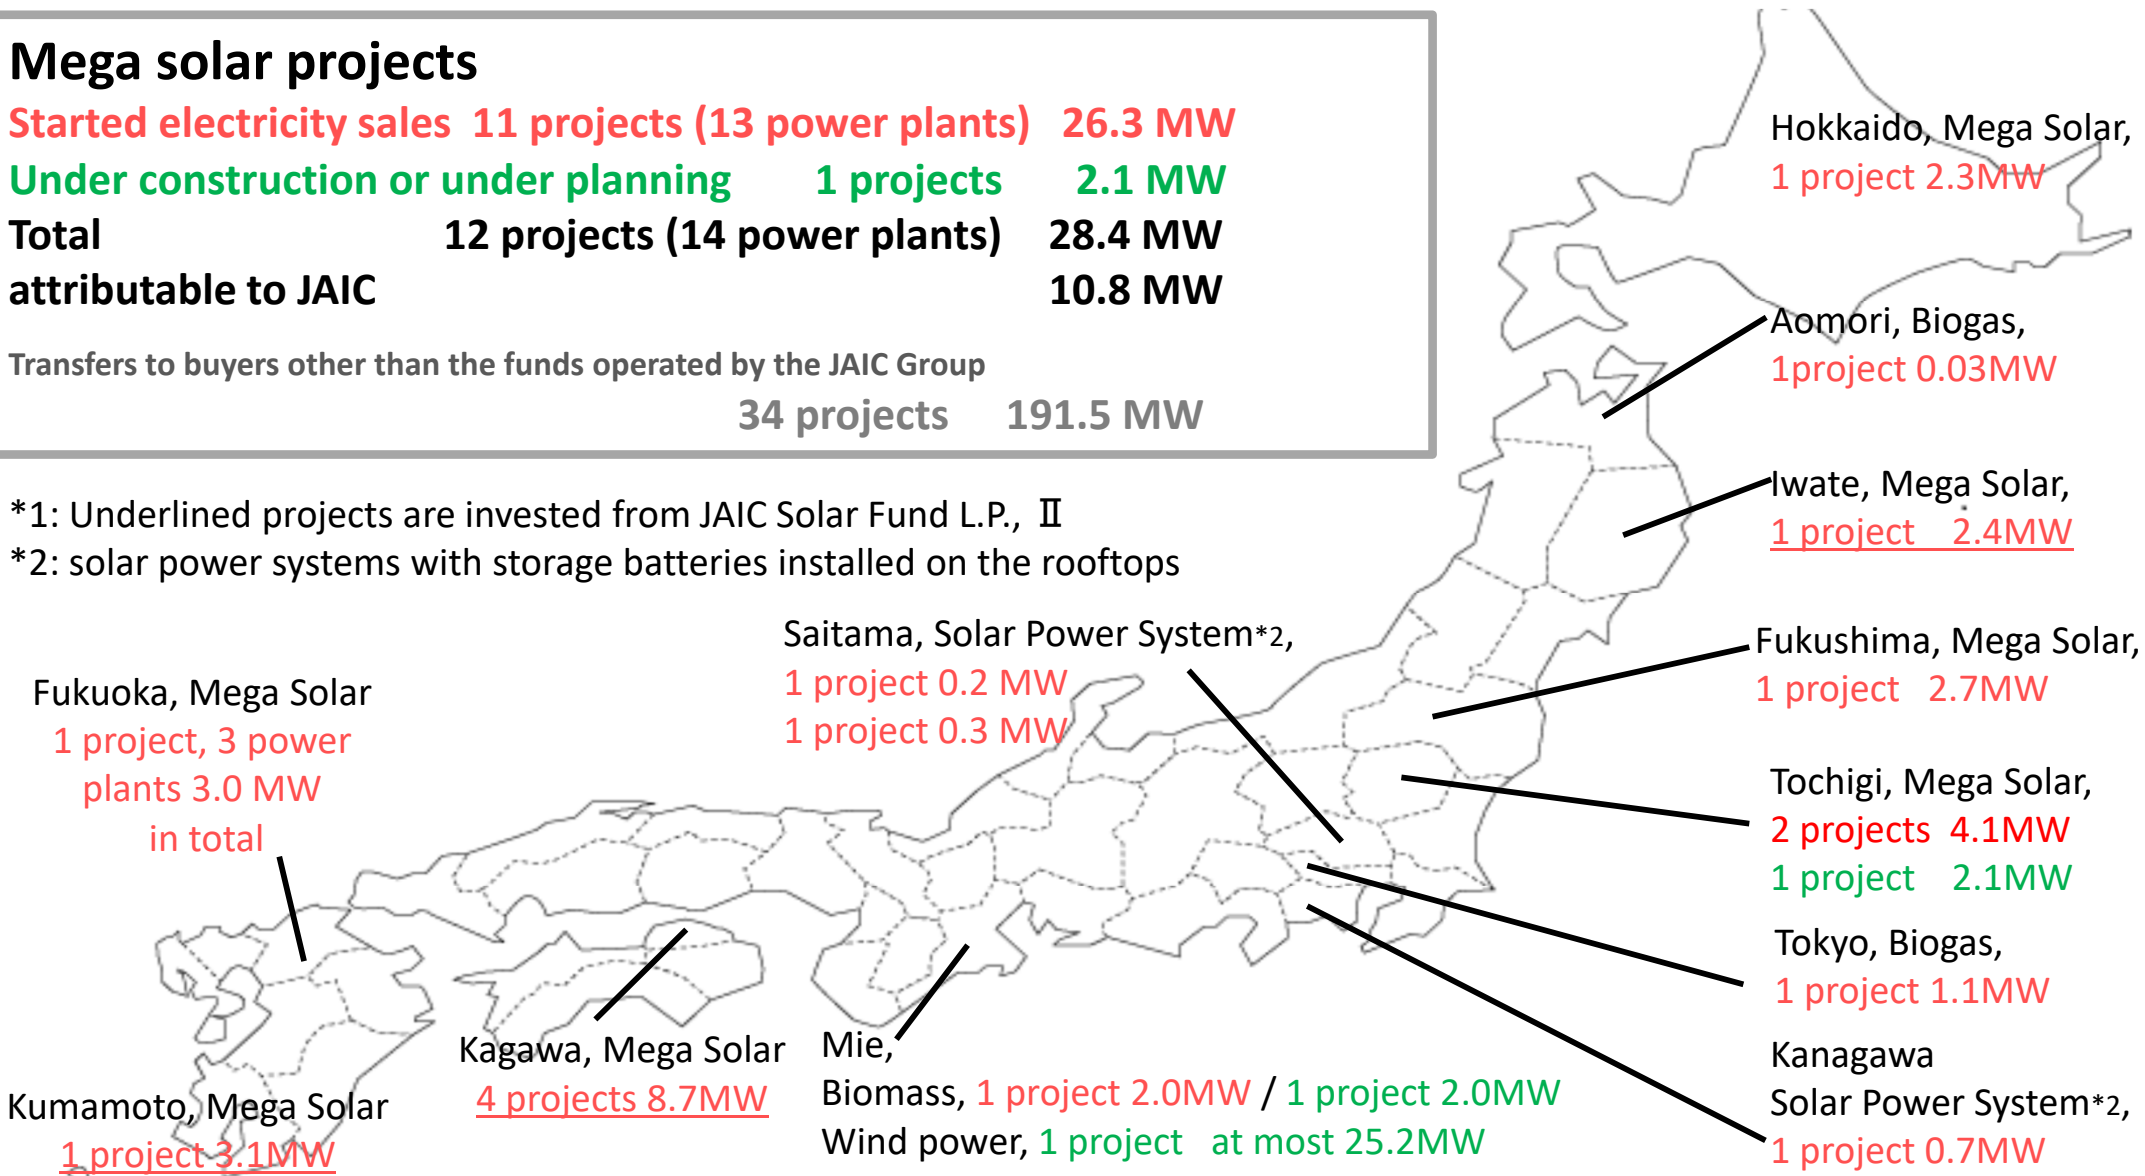 Mega solar projects
Started electricity sales 11 projects (13 power plants) 26.3 MW
Under construction or under planning 1 projects 2.1 MW
Total 12 projects (14 power plants) 28.4 MW
attributable to JAIC 10.8 MW
Transfers to buyers other than the funds operated by the JAIC Group
34 projects 191.5 MW
*1: Underlined projects are invested from JAIC Solar Fund L.P., Ⅱ
*2: solar power systems with storage batteries installed on the rooftops
Hokkaido, Mega Solar,
1 project 2.3MW
Aomori, Biogas,
1project 0.03MW
Iwate, Mega Solar,
1 project 2.4MW
Fukushima, Mega Solar,
1 project 2.7MW
Tochigi, Mega Solar,
2 projects 4.1MW
1 project 2.1MW
Tokyo, Biogas,
1 project 1.1MW
Kanagawa
Solar Power System*2,
1 project 0.7MW
Saitama, Solar Power System*2,
1 project 0.2 MW
1 project 0.3 MW
Fukuoka, Mega Solar
1 project, 3 power
plants 3.0 MW
in total
Kumamoto, Mega Solar
1 project 3.1MW
Kagawa, Mega Solar
4 projects 8.7MW
Mie,
Biomass, 1 project 2.0MW / 1 project 2.0MW
Wind power, 1 project at most 25.2MW